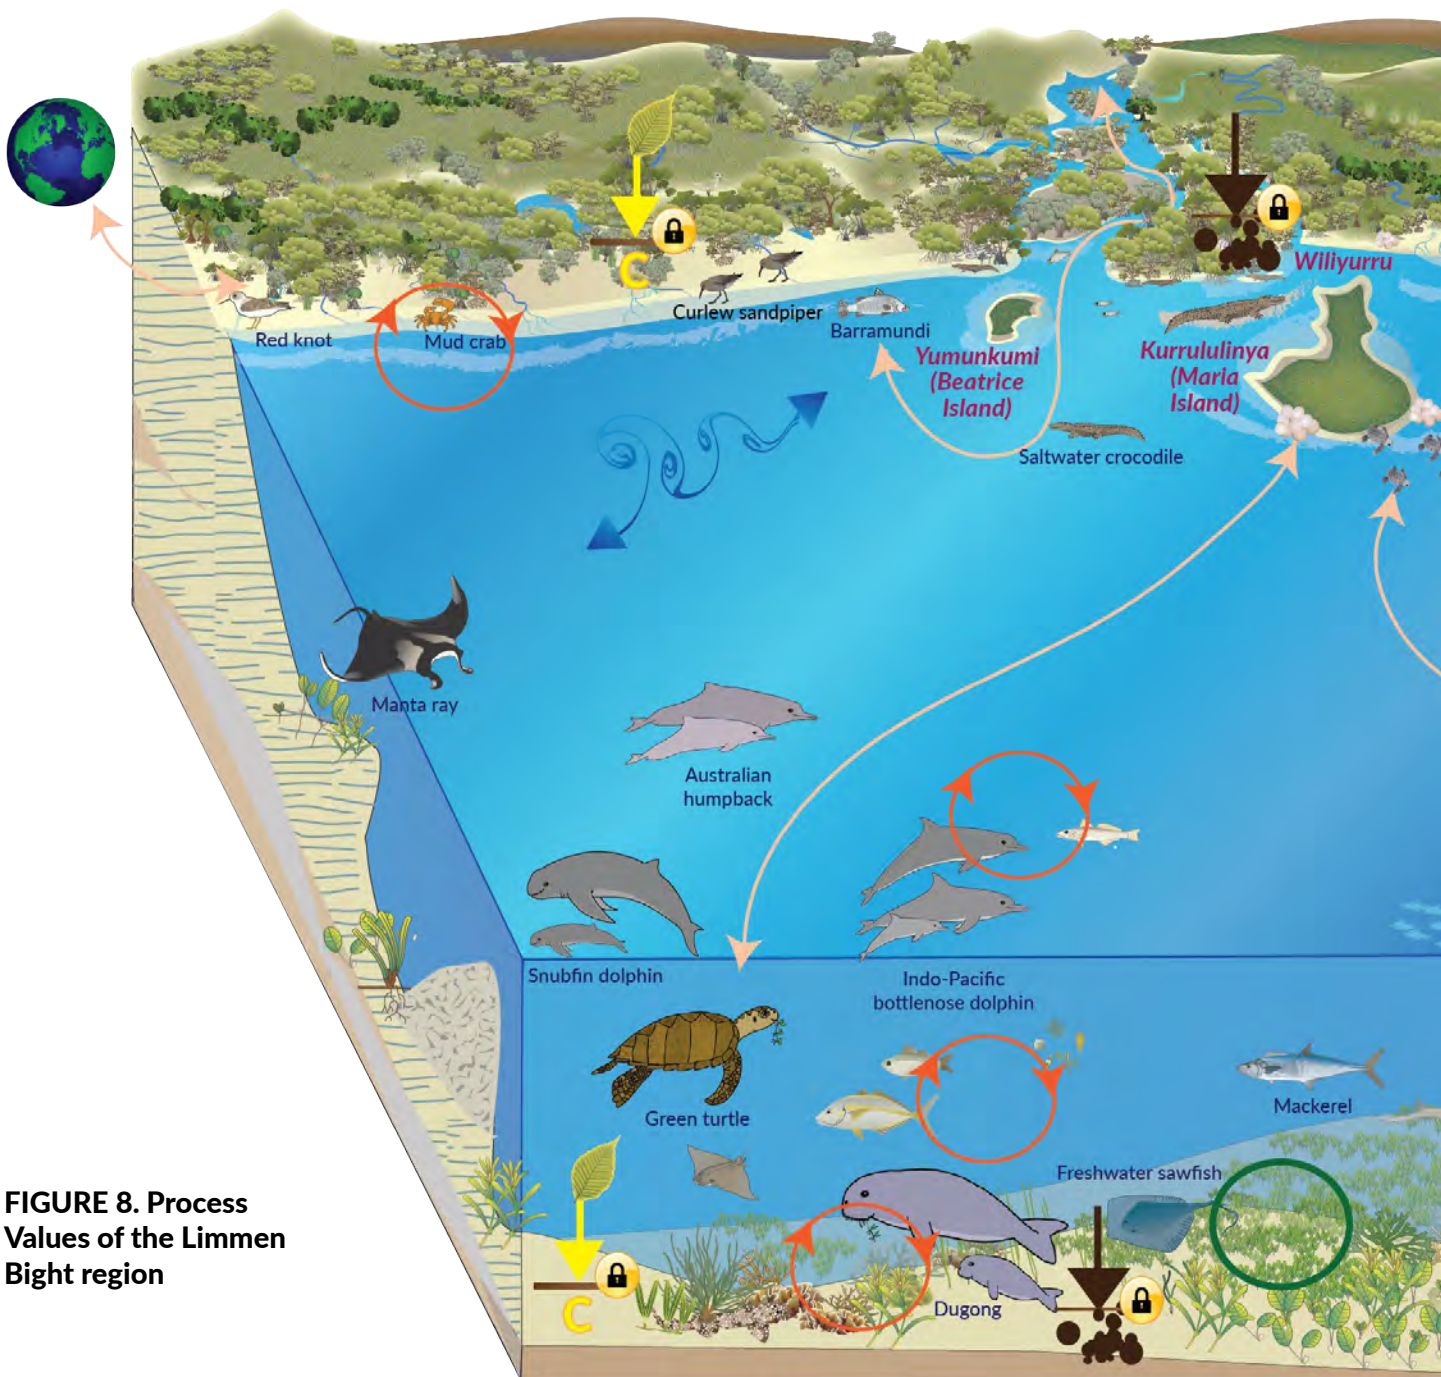 C
Wiliyurru
Curlew sandpiper
Red knot
Mud crab
Barramundi
Yumunkumi
(Beatrice
Island)
Kurrululinya
(Maria
Island)
Saltwater crocodile
Manta ray
Australian
humpback
Snubfin dolphin
Indo-Pacific
bottlenose dolphin
Green turtle
Mackerel
Freshwater sawfish
FIGURE 8. Process
Values of the Limmen
Bight region
C
Dugong